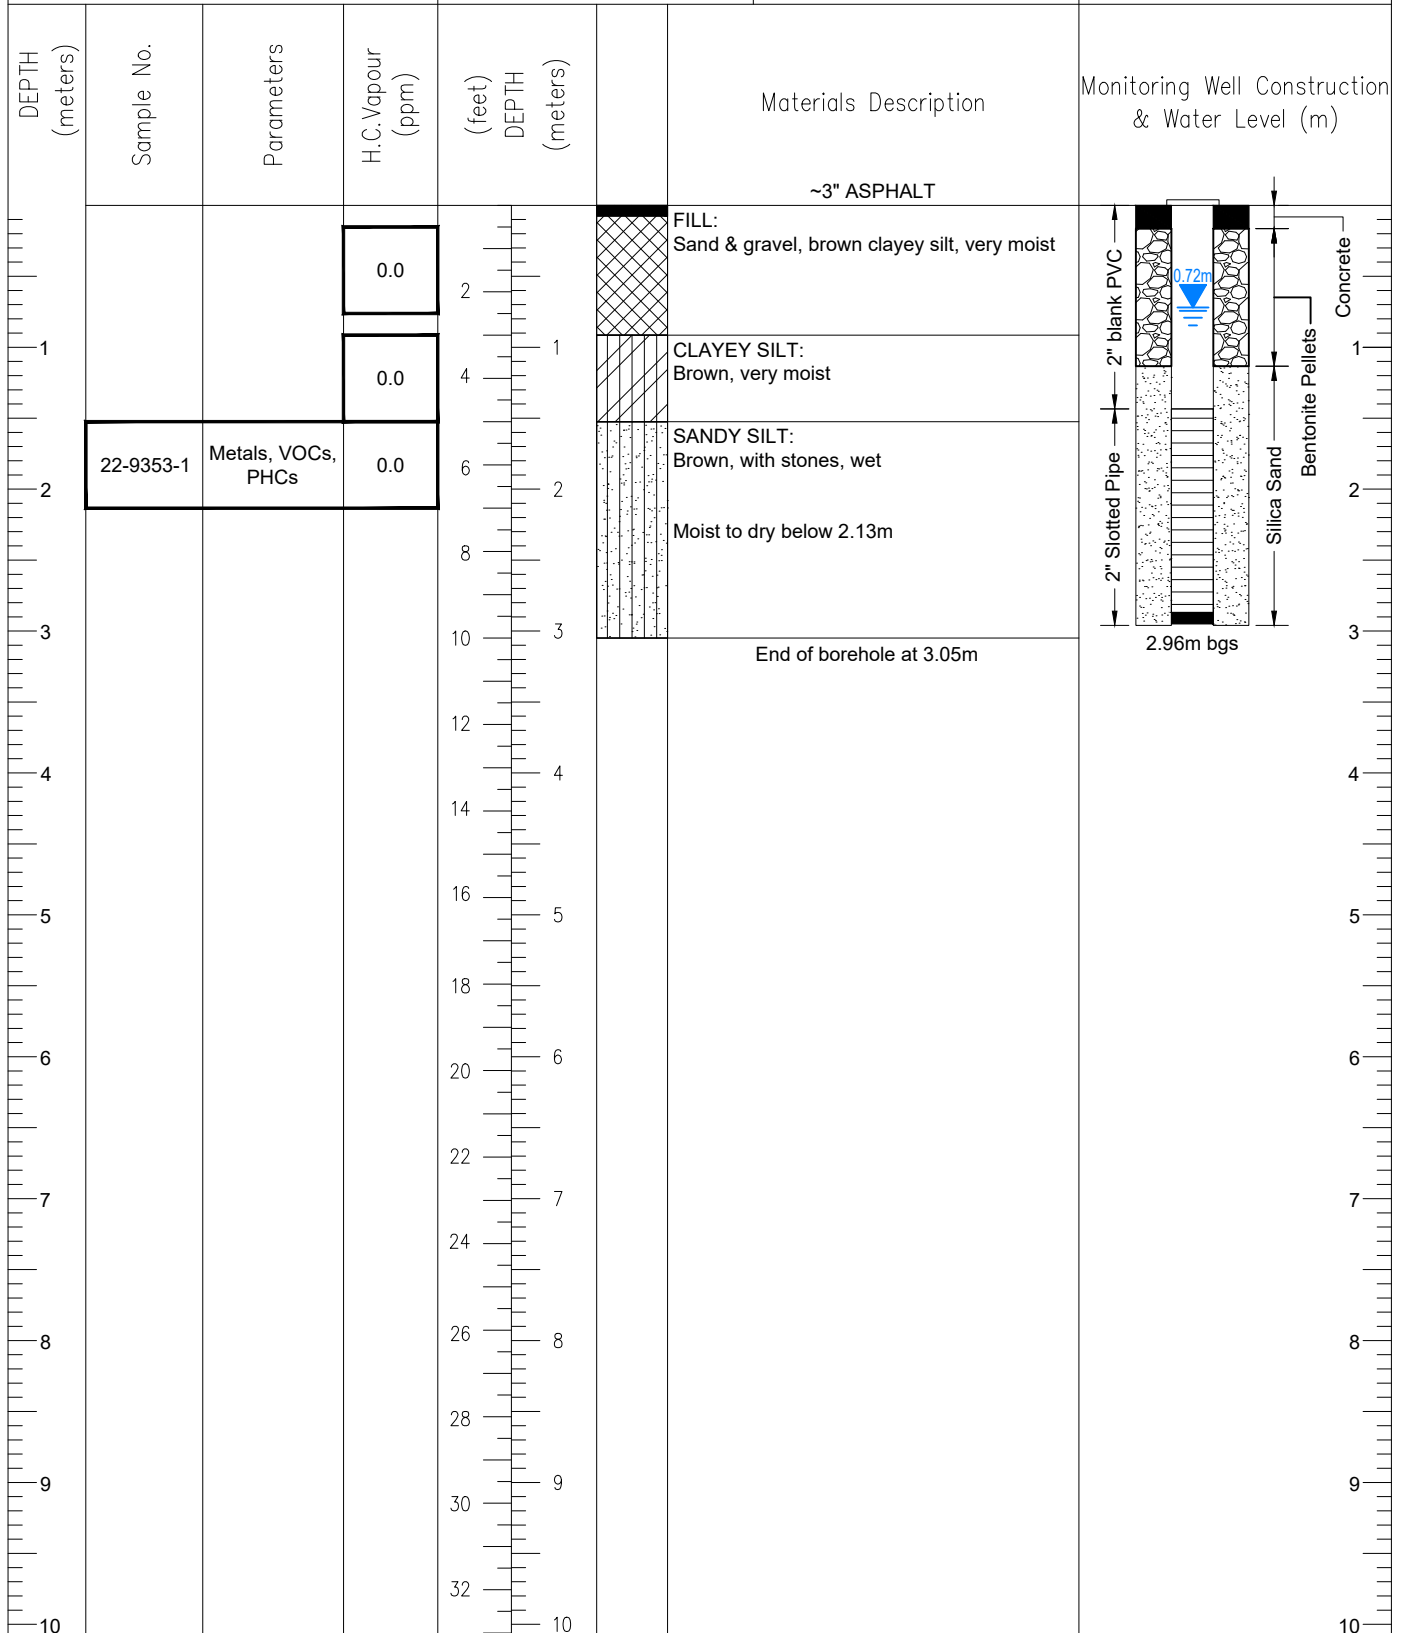 DEPTH
(meters)
Sample No.
Parameters
H.C.Vapour
(ppm)
(feet)
DEPTH
(meters)
Materials Description
Monitoring Well Construction
& Water Level (m)
~3" ASPHALT
FILL:
Sand & gravel, brown clayey silt, very moist
CLAYEY SILT:
Brown, very moist
SANDY SILT:
Brown, with stones, wet
Moist to dry below 2.13m
End of borehole at 3.05m
0.0
0.0
22-9353-1
Metals, VOCs,
PHCs
0.0
1
2
3
4
5
6
7
8
9
10
2
4
6
8
10
12
14
16
18
20
22
24
26
28
30
32
1
2
3
4
5
6
7
8
9
10
2" blank PVC
2" Slotted Pipe
0.72m
Concrete
Bentonite Pellets
Silica Sand
2.96m bgs
1
2
3
4
5
6
7
8
9
10